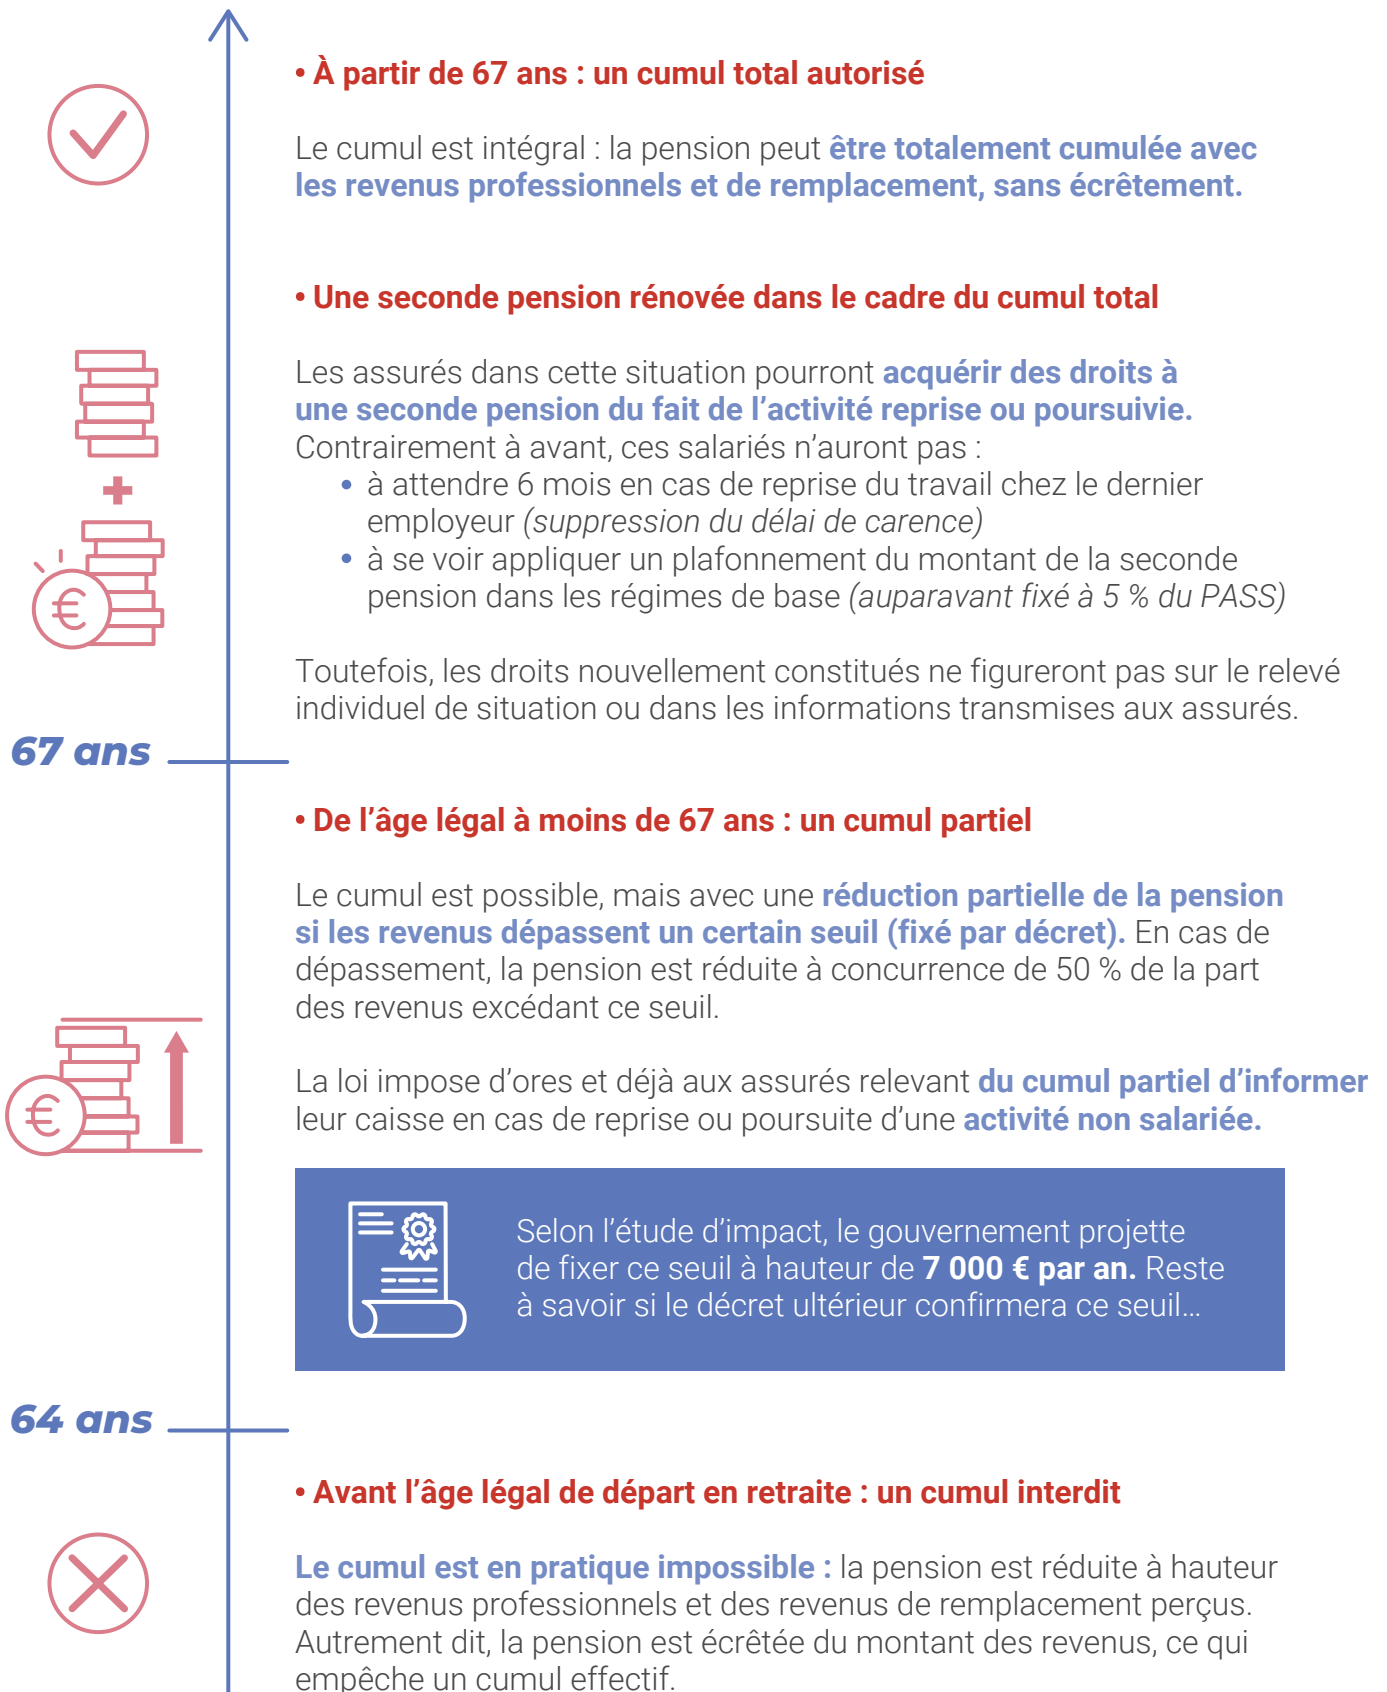 • À partir de 67 ans : un cumul total autorisé
Le cumul est intégral : la pension peut être totalement cumulée avec
les revenus professionnels et de remplacement, sans écrêtement.
• Une seconde pension rénovée dans le cadre du cumul total
Les assurés dans cette situation pourront acquérir des droits à
une seconde pension du fait de l’activité reprise ou poursuivie.
Contrairement à avant, ces salariés n’auront pas :
• à attendre 6 mois en cas de reprise du travail chez le dernier
employeur (suppression du délai de carence)
• à se voir appliquer un plafonnement du montant de la seconde
pension dans les régimes de base (auparavant fixé à 5 % du PASS)
Toutefois, les droits nouvellement constitués ne figureront pas sur le relevé
individuel de situation ou dans les informations transmises aux assurés.
67 ans
• De l’âge légal à moins de 67 ans : un cumul partiel
Le cumul est possible, mais avec une réduction partielle de la pension
si les revenus dépassent un certain seuil (fixé par décret). En cas de
dépassement, la pension est réduite à concurrence de 50 % de la part
des revenus excédant ce seuil.
La loi impose d’ores et déjà aux assurés relevant du cumul partiel d’informer
leur caisse en cas de reprise ou poursuite d’une activité non salariée.
Selon l’étude d’impact, le gouvernement projette
de fixer ce seuil à hauteur de 7 000 € par an. Reste
à savoir si le décret ultérieur confirmera ce seuil…
64 ans
• Avant l’âge légal de départ en retraite : un cumul interdit
Le cumul est en pratique impossible : la pension est réduite à hauteur
des revenus professionnels et des revenus de remplacement perçus.
Autrement dit, la pension est écrêtée du montant des revenus, ce qui
empêche un cumul effectif.